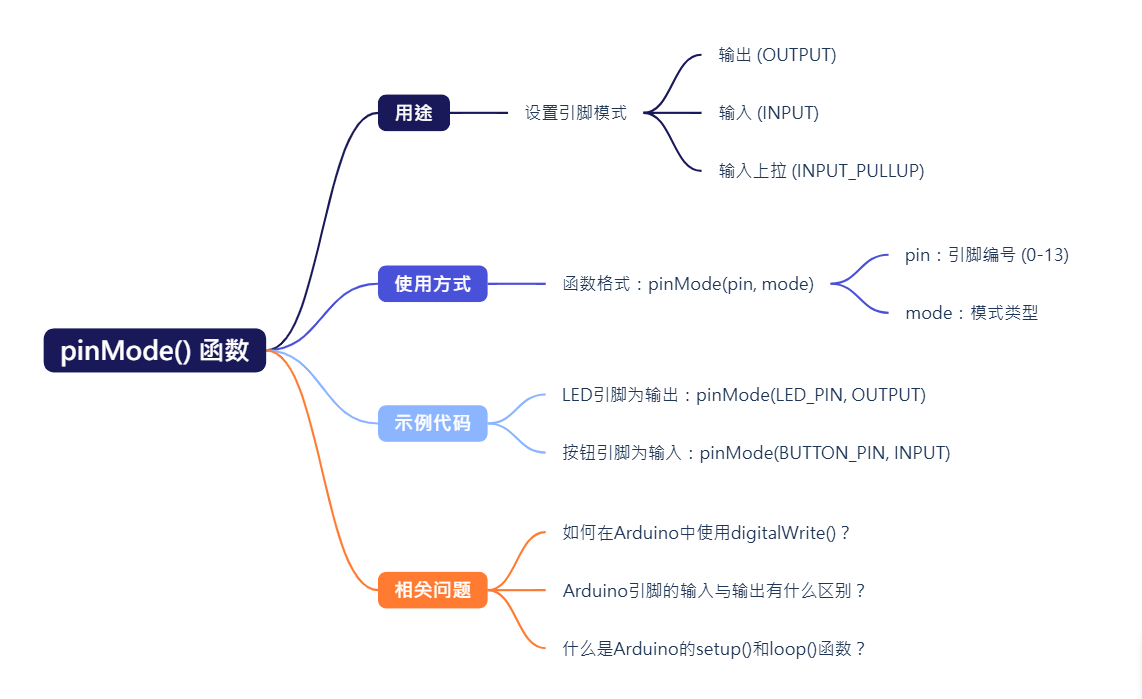 pinMode() 函数
用途
设置引脚模式
输出 (OUTPUT)
输入 (INPUT)
输入上拉 (INPUT_PULLUP)
使用方式
函数格式：pinMode(pin, mode)
pin：引脚编号 (0-13)
mode：模式类型
示例代码
LED引脚为输出：pinMode(LED_PIN, OUTPUT)
按钮引脚为输入：pinMode(BUTTON_PIN, INPUT)
相关问题
如何在Arduino中使用digitalWrite()？
Arduino引脚的输入与输出有什么区别？
什么是Arduino的setup()和loop()函数？